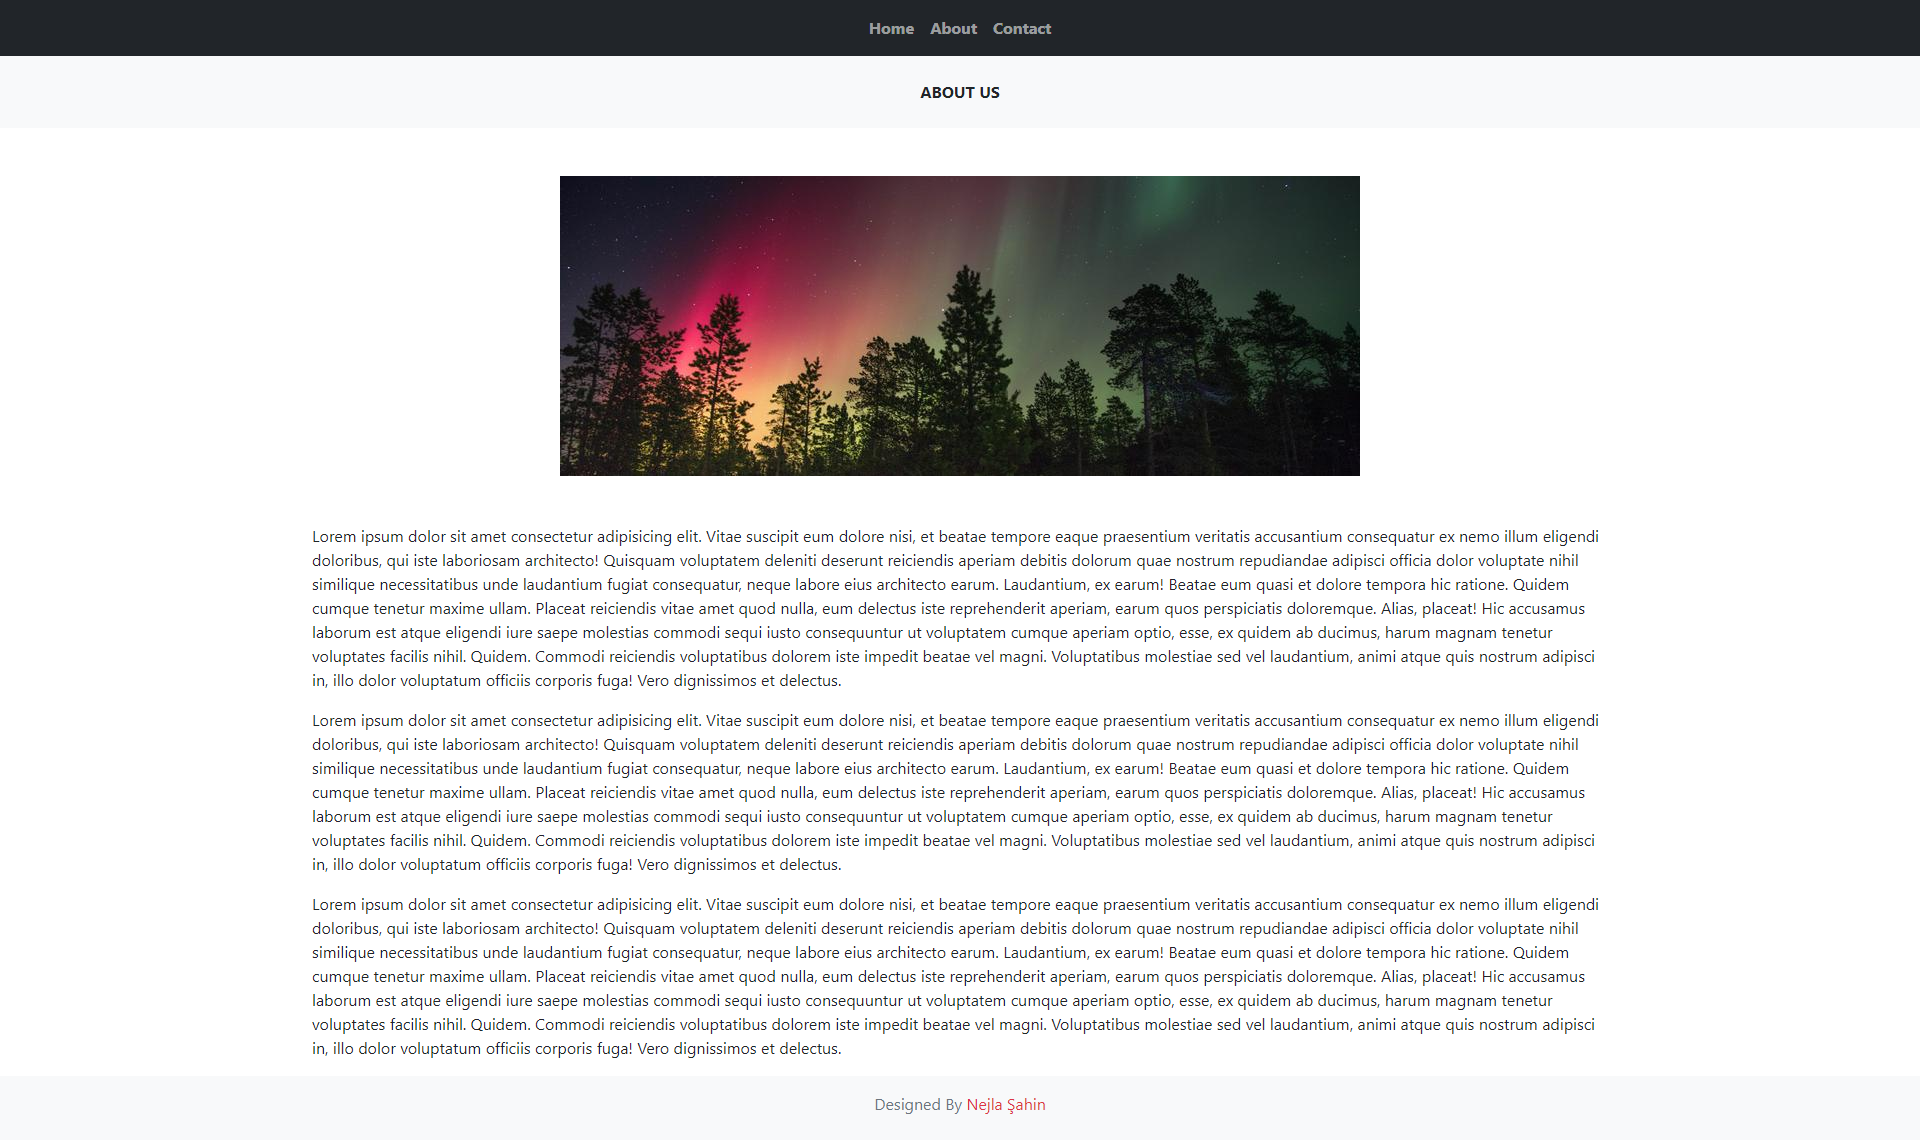 Home About Contact
ABOUT US
Lorem ipsum dolor sit amet consectetur adipisicing elit. Vitae suscipit eum dolore nisi, et beatae tempore eaque praesentium veritatis accusantium consequatur ex nemo illum eligendi
doloribus, qui iste laboriosam architecto! Quisquam voluptatem deleniti deserunt reiciendis aperiam debitis dolorum quae nostrum repudiandae adipisci officia dolor voluptate nihil
similique necessitatibus unde laudantium fugiat consequatur, neque labore eius architecto earum. Laudantium, ex earum! Beatae eum quasi et dolore tempora hic ratione. Quidem
cumque tenetur maxime ullam. Placeat reiciendis vitae amet quod nulla, eum delectus iste reprehenderit aperiam, earum quos perspiciatis doloremque. Alias, placeat! Hic accusamus
laborum est atque eligendi iure saepe molestias commodi sequi iusto consequuntur ut voluptatem cumque aperiam optio, esse, ex quidem ab ducimus, harum magnam tenetur
voluptates facilis nihil. Quidem. Commodi reiciendis voluptatibus dolorem iste impedit beatae vel magni. Voluptatibus molestiae sed vel laudantium, animi atque quis nostrum adipisci
in, illo dolor voluptatum officiis corporis fuga! Vero dignissimos et delectus.
Lorem ipsum dolor sit amet consectetur adipisicing elit. Vitae suscipit eum dolore nisi, et beatae tempore eaque praesentium veritatis accusantium consequatur ex nemo illum eligendi
doloribus, qui iste laboriosam architecto! Quisquam voluptatem deleniti deserunt reiciendis aperiam debitis dolorum quae nostrum repudiandae adipisci officia dolor voluptate nihil
similique necessitatibus unde laudantium fugiat consequatur, neque labore eius architecto earum. Laudantium, ex earum! Beatae eum quasi et dolore tempora hic ratione. Quidem
cumque tenetur maxime ullam. Placeat reiciendis vitae amet quod nulla, eum delectus iste reprehenderit aperiam, earum quos perspiciatis doloremque. Alias, placeat! Hic accusamus
laborum est atque eligendi iure saepe molestias commodi sequi iusto consequuntur ut voluptatem cumque aperiam optio, esse, ex quidem ab ducimus, harum magnam tenetur
voluptates facilis nihil. Quidem. Commodi reiciendis voluptatibus dolorem iste impedit beatae vel magni. Voluptatibus molestiae sed vel laudantium, animi atque quis nostrum adipisci
in, illo dolor voluptatum officiis corporis fuga! Vero dignissimos et delectus.
Lorem ipsum dolor sit amet consectetur adipisicing elit. Vitae suscipit eum dolore nisi, et beatae tempore eaque praesentium veritatis accusantium consequatur ex nemo illum eligendi
doloribus, qui iste laboriosam architecto! Quisquam voluptatem deleniti deserunt reiciendis aperiam debitis dolorum quae nostrum repudiandae adipisci officia dolor voluptate nihil
similique necessitatibus unde laudantium fugiat consequatur, neque labore eius architecto earum. Laudantium, ex earum! Beatae eum quasi et dolore tempora hic ratione. Quidem
cumque tenetur maxime ullam. Placeat reiciendis vitae amet quod nulla, eum delectus iste reprehenderit aperiam, earum quos perspiciatis doloremque. Alias, placeat! Hic accusamus
laborum est atque eligendi iure saepe molestias commodi sequi iusto consequuntur ut voluptatem cumque aperiam optio, esse, ex quidem ab ducimus, harum magnam tenetur
voluptates facilis nihil. Quidem. Commodi reiciendis voluptatibus dolorem iste impedit beatae vel magni. Voluptatibus molestiae sed vel laudantium, animi atque quis nostrum adipisci
in, illo dolor voluptatum officiis corporis fuga! Vero dignissimos et delectus.
Designed By Nejla Şahin